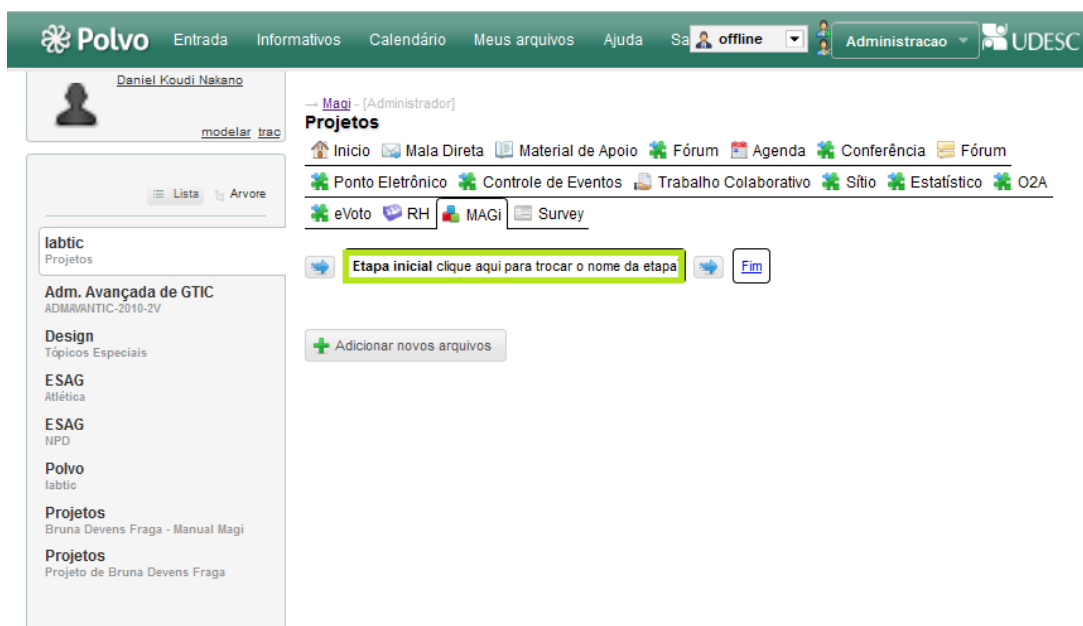 Polvo Entrada Informativos Calendário Meus arquivos Ajuda Sa offline Administracao UDESC
Daniel Koudi Nakano
modelar trac
Lista Arvore
labtic
Projetos
Adm. Avançada de GTIC
ADMAVANTIC-2010-2V
Design
Tópicos Especiais
ESAG
Atlética
ESAG
NPD
Polvo
labtic
Projetos
Bruna Devens Fraga - Manual Magi
Projetos
Projeto de Bruna Devens Fraga
→ Magi - [Administrador]
Projetos
Inicio Mala Direta Material de Apoio Fórum Agenda Conferência Fórum
Ponto Eletrônico Controle de Eventos Trabalho Colaborativo Sítio Estatístico O2A
eVoto RH MAGi Survey
Etapa inicial clique aqui para trocar o nome da etapa Fim
Adicionar novos arquivos